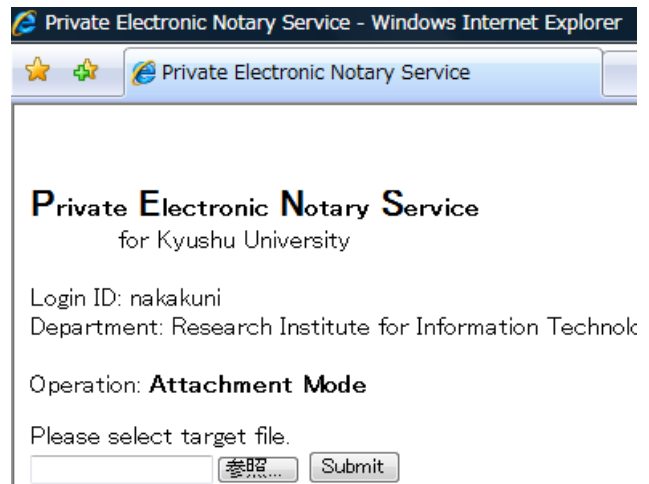 Private Electronic Notary Service - Windows Internet Explorer
Private Electronic Notary Service
Private Electronic Notary Service
for Kyushu University
Login ID: nakakuni
Department: Research Institute for Information
Operation: Attachment Mode
Please select target file.
参照... Submit